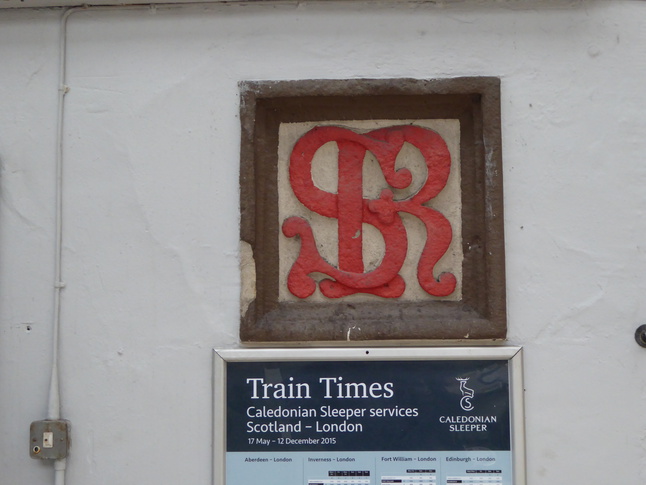 SR
Train Times
Caledonian Sleeper services
Scotland – London
17 May – 12 December 2015
CALEDONIAN
SLEEPER
Aberdeen – London
Inverness – London
Fort William – London
Edinburgh – London